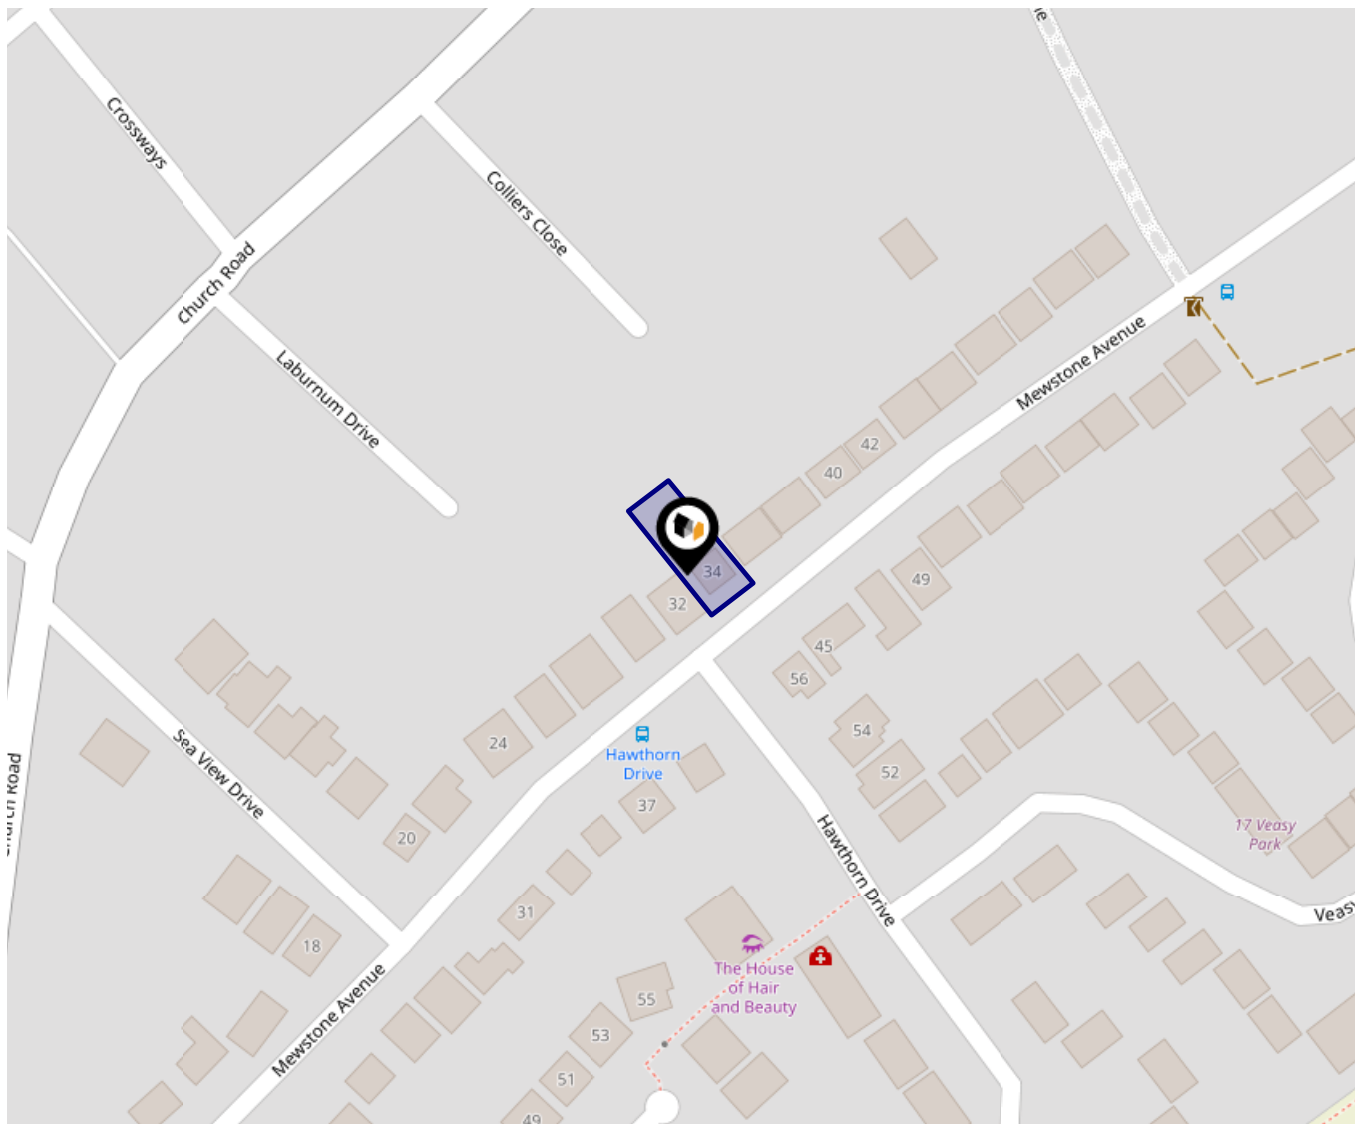 Crossways
Colliers Close
Church Road
Laburnum Drive
Mewstone Avenue
42
40
34
32
49
45
56
54
52
24
Hawthorn
Drive
37
Sea View Drive
20
Hawthorn Drive
17 Veasy
Park
31
Veasy
18
The House
of Hair
and Beauty
55
53
51
49
Mewstone Avenue
Church Road